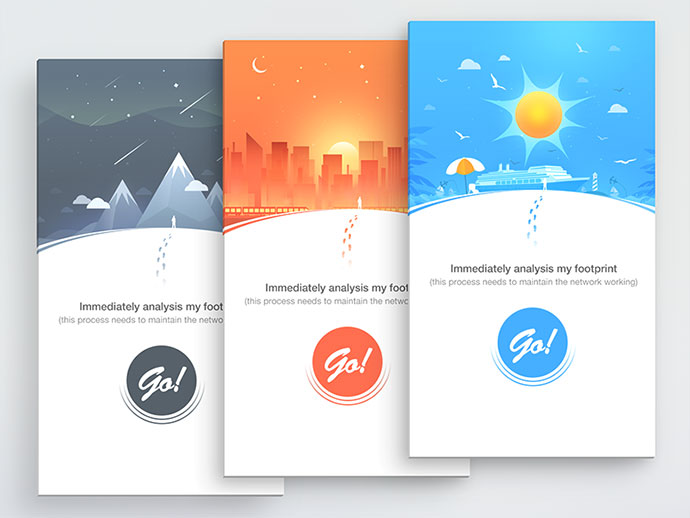 Immediately analysis my foot
(this process needs to maintain the netwo
Go!
Immediately analysis my foot
(this process needs to maintain the network
Go!
Immediately analysis my footprint
(this process needs to maintain the network working)
Go!